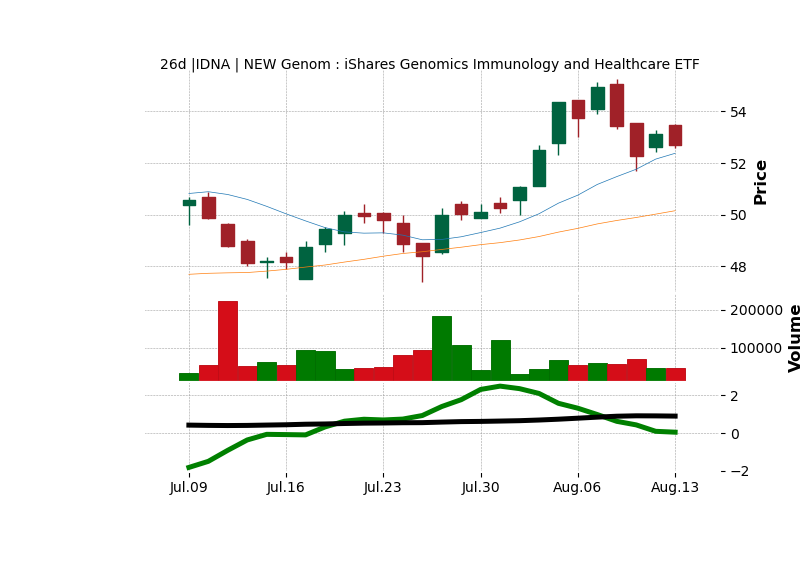 26d |IDNA | NEW Genom : iShares Genomics Immunology and Healthcare ETF
54
52
50
48
Price
200000
100000
Volume
2
0
−2
Jul.09 Jul.16 Jul.23 Jul.30 Aug.06 Aug.13